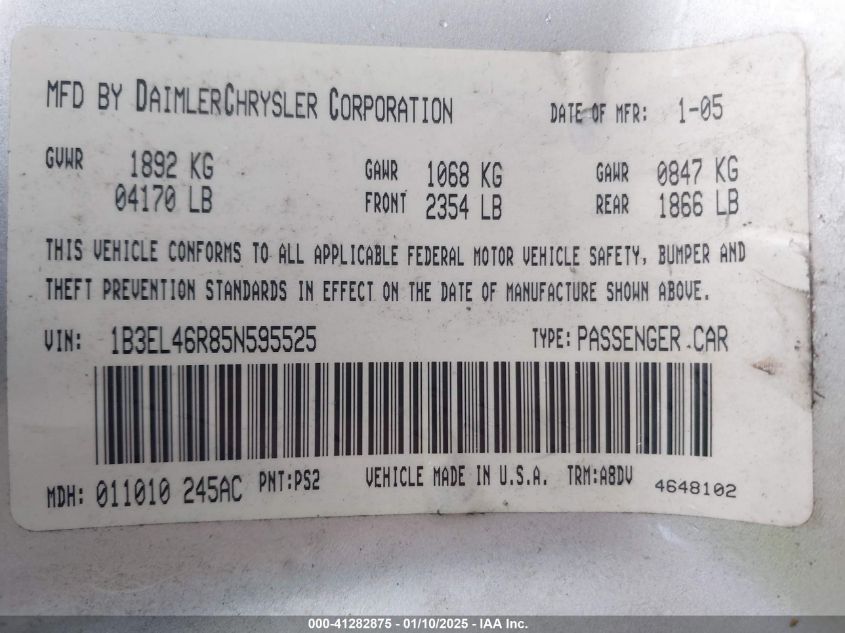 MFD BY DAIMLERCHRYSLER CORPORATION DATE OF MFR: 1-05
GVWR 1892 KG GAWR 1068 KG GAWR 0847 KG
04170 LB FRONT 2354 LB REAR 1866 LB
THIS VEHICLE CONFORMS TO ALL APPLICABLE FEDERAL MOTOR VEHICLE SAFETY, BUMPER AND
THEFT PREVENTION STANDARDS IN EFFECT ON THE DATE OF MANUFACTURE SHOWN ABOVE.
VIN: 1B3EL46R85N595525 TYPE: PASSENGER CAR
MDH: 011010 245AC PNT:PS2 VEHICLE MADE IN U.S.A. TRM:A8DV 4648102
000-41282875 - 01/10/2025 - IAA Inc.